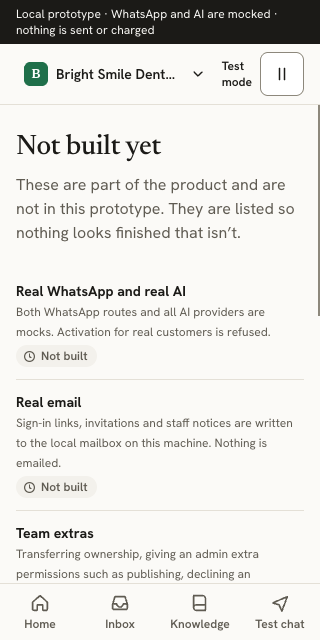 Local prototype · WhatsApp and AI are mocked ·
nothing is sent or charged
B
Bright Smile Dent...
Test
mode
Not built yet
These are part of the product and are
not in this prototype. They are listed so
nothing looks finished that isn’t.
Real WhatsApp and real AI
Both WhatsApp routes and all AI providers are
mocks. Activation for real customers is refused.
Not built
Real email
Sign-in links, invitations and staff notices are written
to the local mailbox on this machine. Nothing is
emailed.
Not built
Team extras
Transferring ownership, giving an admin extra
permissions such as publishing, declining an
Home
Inbox
Knowledge
Test chat